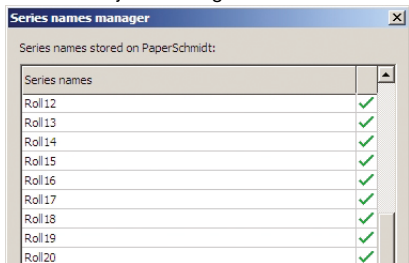 Series names manager
Series names stored on PaperSchmidt:
Series names
Roll12
Roll13
Roll14
Roll15
Roll16
Roll17
Roll18
Roll19
Roll20